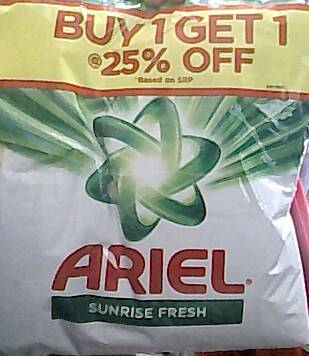 BUY 1 GET 1
@25% OFF
*Based on SRP
ARIEL
SUNRISE FRESH